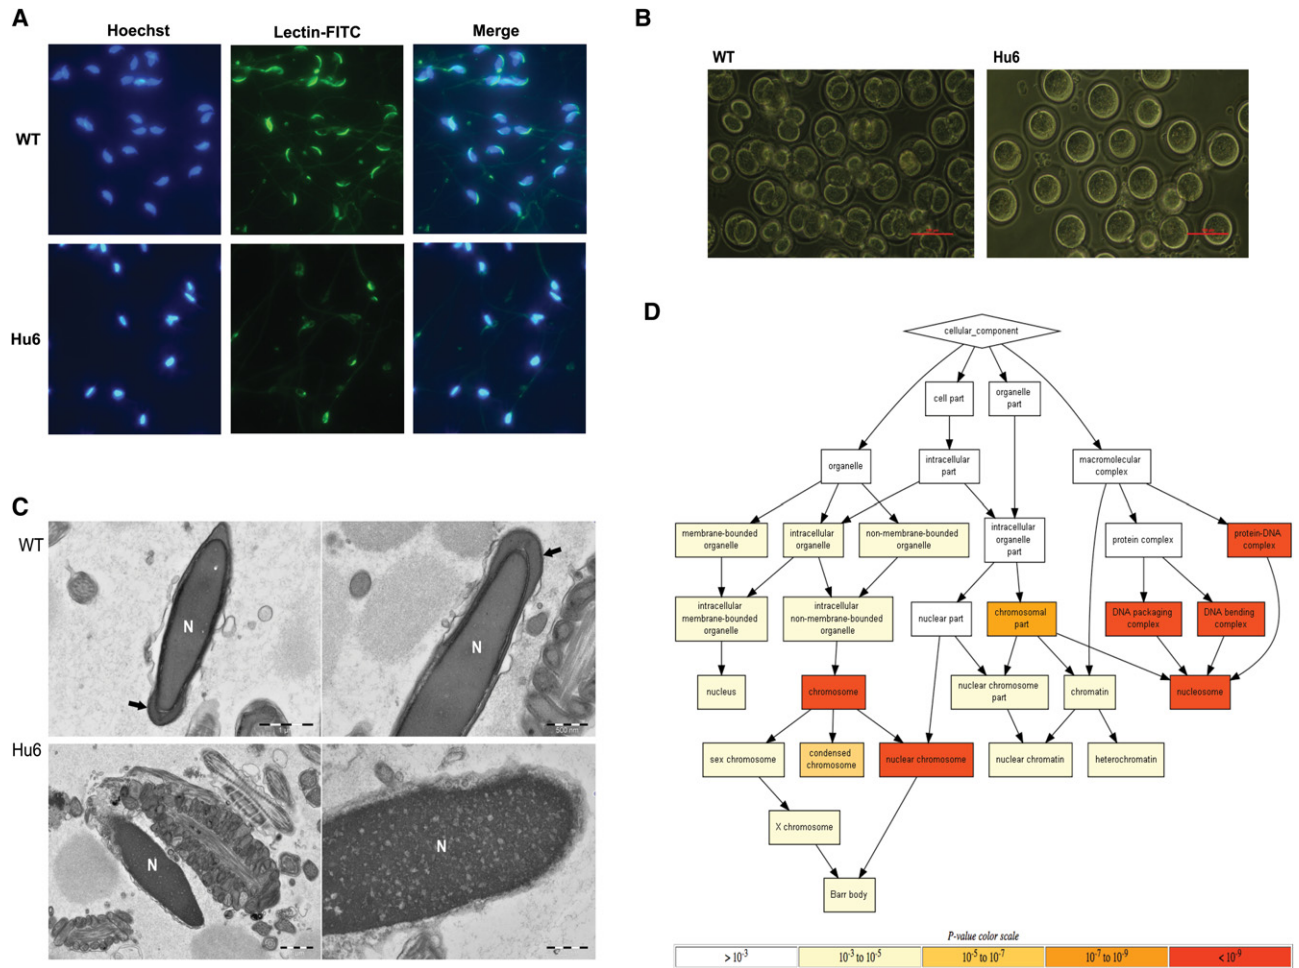 A
Hoechst
Lectin-FITC
Merge
WT
Hu6
B
WT
Hu6
C
WT
N
N
1 µm
500 nm
Hu6
N
N
D
cellular_component
cell part
organelle
part
organelle
intracellular
part
macromolecular
complex
membrane-bounded
organelle
intracellular
organelle
non-membrane-bounded
organelle
intracellular
organelle
part
protein complex
protein-DNA
complex
intracellular
membrane-bounded
organelle
intracellular
non-membrane-bounded
organelle
nuclear part
chromosomal
part
DNA packaging
complex
DNA bending
complex
nucleus
chromosome
nuclear chromosome
part
chromatin
nucleosome
sex chromosome
condensed
chromosome
nuclear chromosome
nuclear chromatin
heterochromatin
X chromosome
Barr body
P-value color scale
> 10⁻³
10⁻³ to 10⁻⁵
10⁻⁵ to 10⁻⁷
10⁻⁷ to 10⁻⁹
< 10⁻⁹